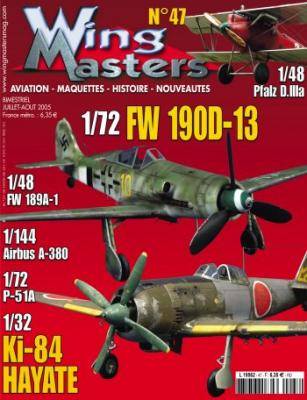 N°47
Wing
Masters
www.wingmastersmag.com
AVIATION - MAQUETTES - HISTOIRE - NOUVEAUTES
BIMESTRIEL
JUILLET-AOUT 2005
France métro. : 6,35 €
1/48
Pfalz D.IIIa
1/72 FW 190D-13
10
1/48
FW 189A-1
1/144
Airbus A-380
1/72
P-51A
1/32
Ki-84
HAYATE